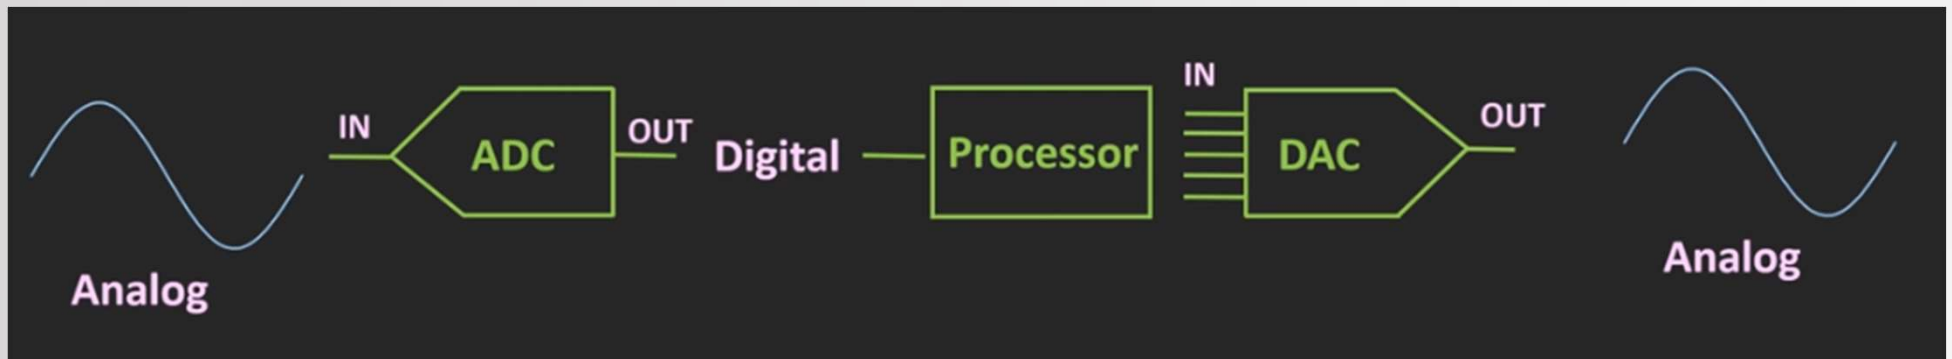 Analog
IN
ADC
OUT
Digital
Processor
IN
DAC
OUT
Analog